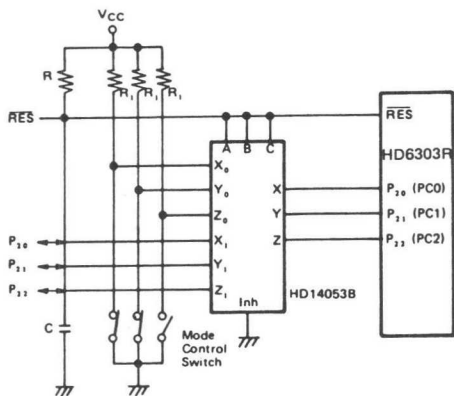 VCC
R
R₁
R₁
R₁
RES
RES
A B C
HD6303R
X₀
Y₀
Z₀
X₁
Y₁
Z₁
X
Y
Z
P₂₀ (PC0)
P₂₁ (PC1)
P₂₂ (PC2)
P₂₀
P₂₁
P₂₂
Inh
HD14053B
C
Mode
Control
Switch